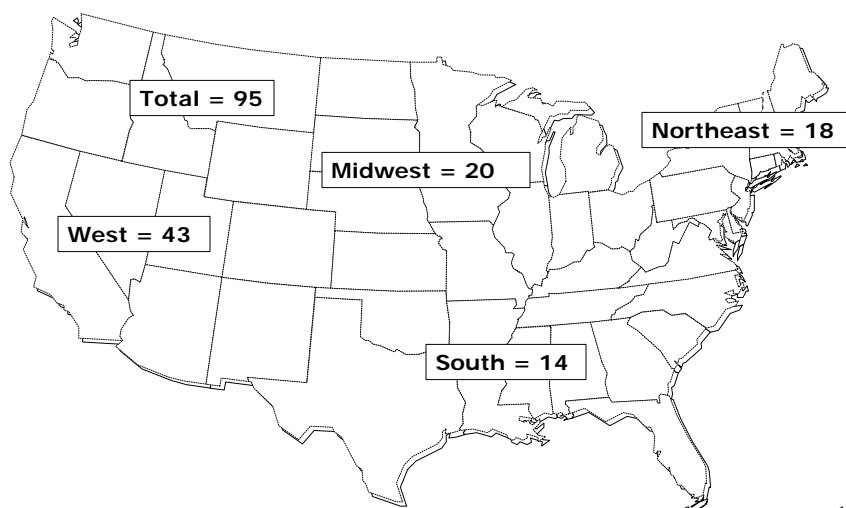 Total = 95
Northeast = 18
Midwest = 20
West = 43
South = 14